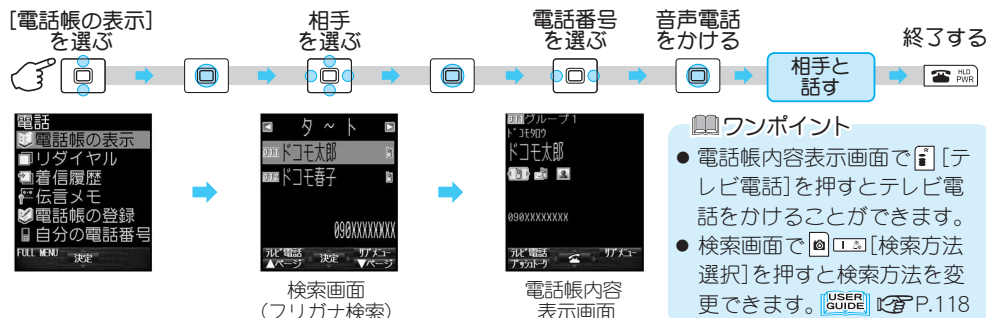 [電話帳の表示]
を選ぶ
相手
を選ぶ
電話番号
を選ぶ
音声電話
をかける
相手と
話す
終了する
HLD
PWR
電話
電話帳の表示
リダイヤル
着信履歴
伝言メモ
電話帳の登録
自分の電話番号
FULL MENU 決定
タ～ト
010 ドコモ太郎
012 ドコモ春子
090XXXXXXXX
テレビ電話 決定 サブメニュー
▲ページ ▼ページ
検索画面
(フリガナ検索)
010 グループ1
ドコモタロウ
ドコモ太郎
090XXXXXXXX
テレビ電話 サブメニュー
プッシュトーク
電話帳内容
表示画面
ワンポイント
● 電話帳内容表示画面で[テ
レビ電話]を押すとテレビ電
話をかけることができます。
● 検索画面で[検索方法
選択]を押すと検索方法を変
更できます。USER GUIDE P.118